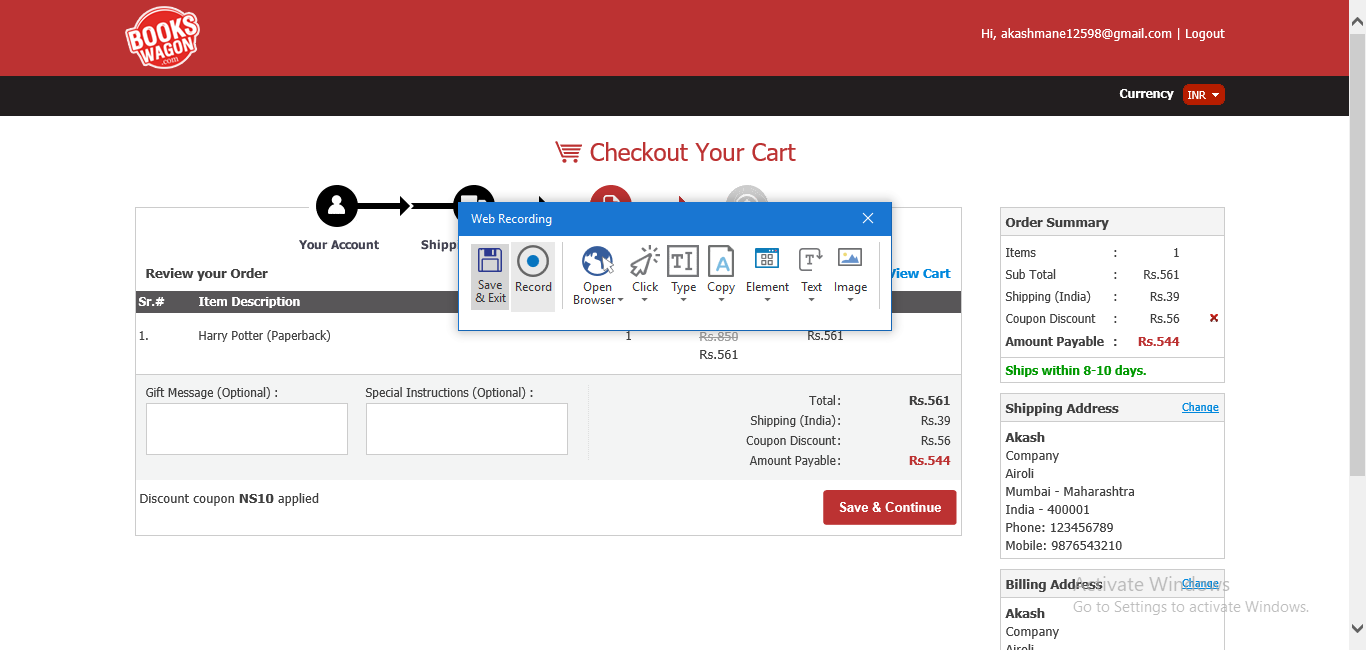 BOOKS
WAGON
.com
Hi, akashmane12598@gmail.com | Logout
Currency INR
Checkout Your Cart
Your Account
Shipp
Web Recording
Save & Exit
Record
Open Browser
Click
Type
Copy
Element
Text
Image
Review your Order
View Cart
Sr.# Item Description
1. Harry Potter (Paperback) 1 Rs.850 Rs.561
Rs.561
Gift Message (Optional) :
Special Instructions (Optional) :
Total: Rs.561
Shipping (India): Rs.39
Coupon Discount: Rs.56
Amount Payable: Rs.544
Discount coupon NS10 applied
Save & Continue
Order Summary
Items : 1
Sub Total : Rs.561
Shipping (India) : Rs.39
Coupon Discount : Rs.56
Amount Payable : Rs.544
Ships within 8-10 days.
Shipping Address Change
Akash
Company
Airoli
Mumbai - Maharashtra
India - 400001
Phone: 123456789
Mobile: 9876543210
Billing Address Change
Akash
Company
Airoli
Activate Windows
Go to Settings to activate Windows.